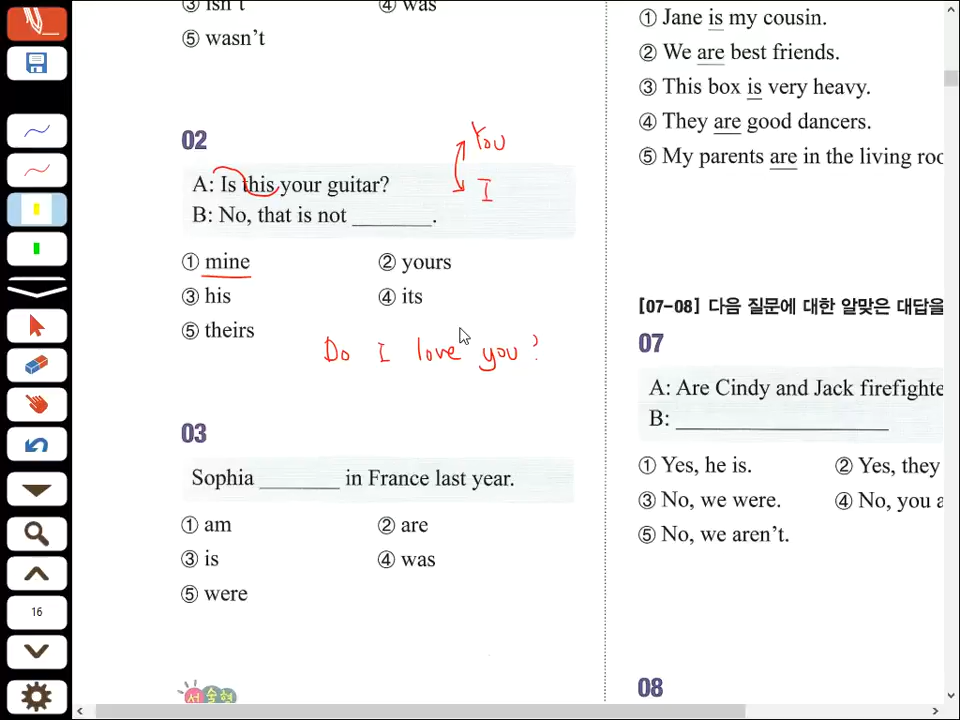 ③ isn't ④ was
⑤ wasn't
02
A: Is this your guitar?
B: No, that is not ________.
You
I
① mine ② yours
③ his ④ its
⑤ theirs
Do I love you?
03
Sophia ________ in France last year.
① am ② are
③ is ④ was
⑤ were
서술형
16
① Jane is my cousin.
② We are best friends.
③ This box is very heavy.
④ They are good dancers.
⑤ My parents are in the living roo
[07-08] 다음 질문에 대한 알맞은 대답을
07
A: Are Cindy and Jack firefighte
B: ____________________
① Yes, he is. ② Yes, they
③ No, we were. ④ No, you a
⑤ No, we aren't.
08